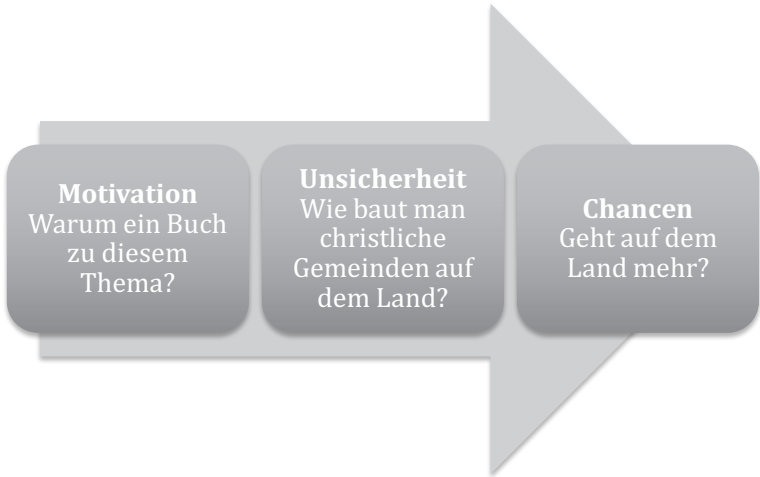 Motivation
Warum ein Buch
zu diesem
Thema?
Unsicherheit
Wie baut man
christliche
Gemeinden auf
dem Land?
Chancen
Geht auf dem
Land mehr?